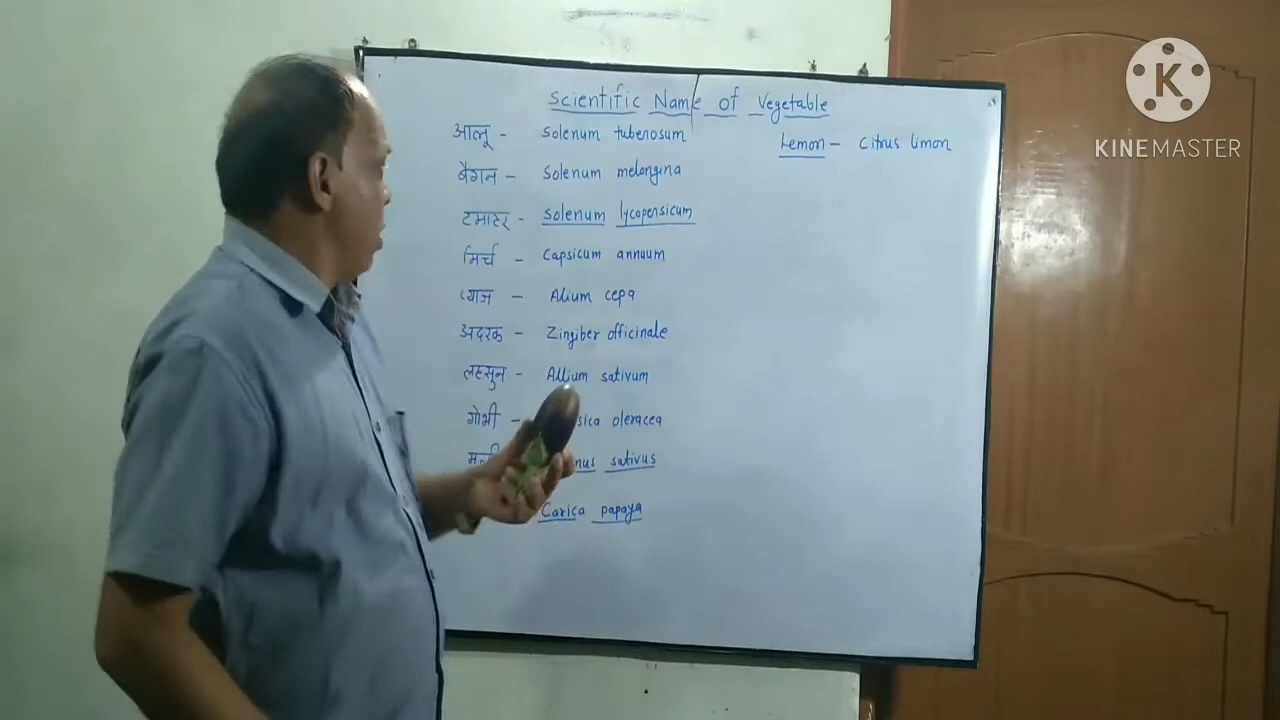 Scientific Name of Vegetable
आलू - Solenum tuberosum
बैगन - Solenum melongina
टमाटर - Solenum lycopersicum
मिर्च - Capsicum annuum
प्याज - Alium cepa
अदरक - Zingiber officinale
लहसुन - Allium sativum
गोभी - sica oleracea
nus sativus
Carica papaya
Lemon - Citrus limon
KINEMASTER